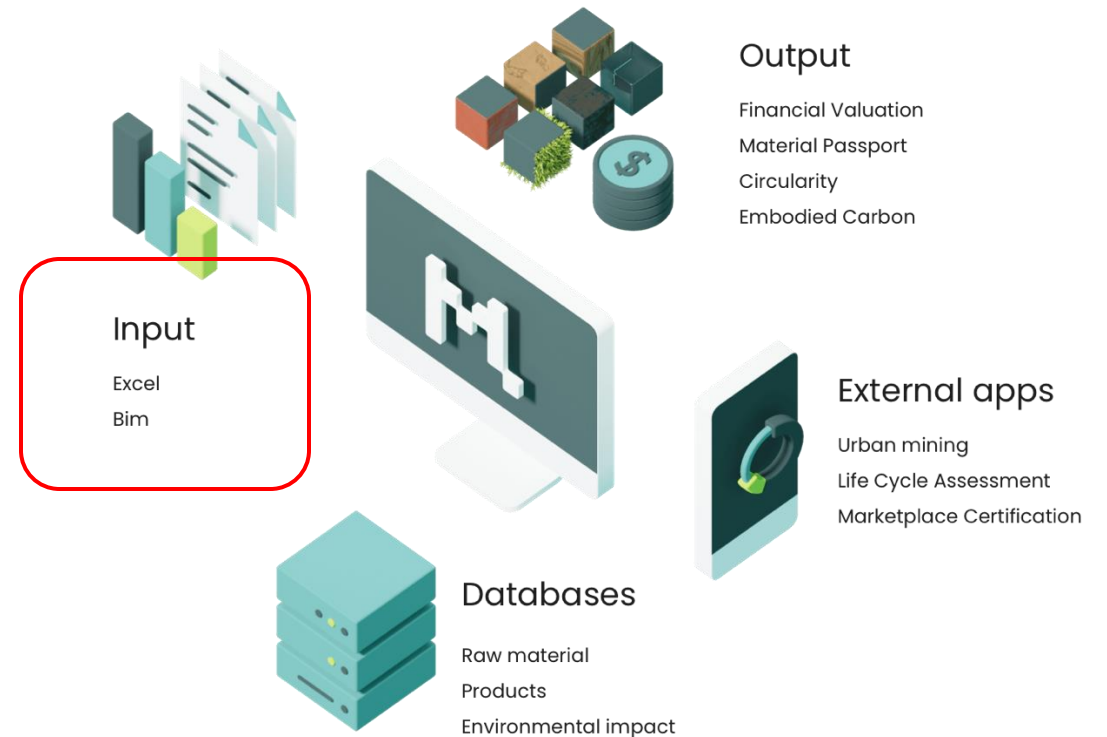 Output
Financial Valuation
Material Passport
Circularity
Embodied Carbon
Input
Excel
Bim
External apps
Urban mining
Life Cycle Assessment
Marketplace Certification
Databases
Raw material
Products
Environmental impact
M
$